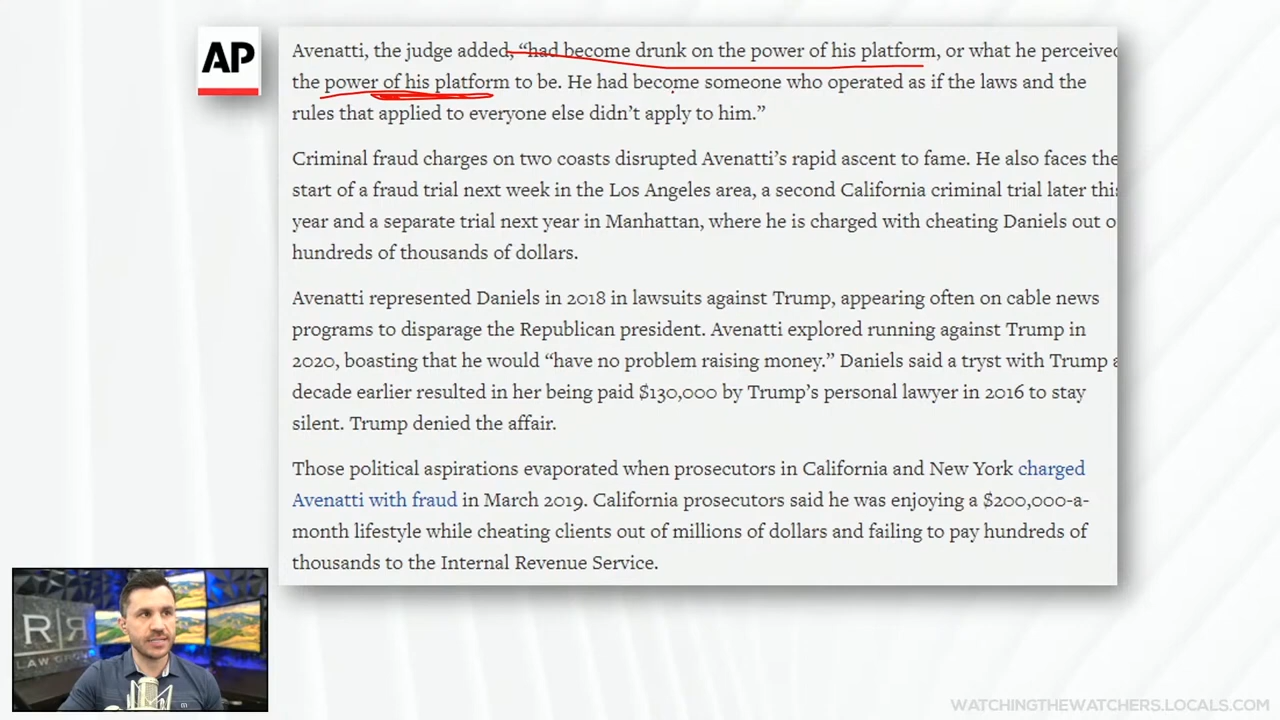 AP
Avenatti, the judge added, “had become drunk on the power of his platform, or what he perceived
the power of his platform to be. He had become someone who operated as if the laws and the
rules that applied to everyone else didn’t apply to him.”
Criminal fraud charges on two coasts disrupted Avenatti’s rapid ascent to fame. He also faces the
start of a fraud trial next week in the Los Angeles area, a second California criminal trial later this
year and a separate trial next year in Manhattan, where he is charged with cheating Daniels out o
hundreds of thousands of dollars.
Avenatti represented Daniels in 2018 in lawsuits against Trump, appearing often on cable news
programs to disparage the Republican president. Avenatti explored running against Trump in
2020, boasting that he would “have no problem raising money.” Daniels said a tryst with Trump a
decade earlier resulted in her being paid $130,000 by Trump’s personal lawyer in 2016 to stay
silent. Trump denied the affair.
Those political aspirations evaporated when prosecutors in California and New York charged
Avenatti with fraud in March 2019. California prosecutors said he was enjoying a $200,000-a-
month lifestyle while cheating clients out of millions of dollars and failing to pay hundreds of
thousands to the Internal Revenue Service.
R R
LAW GRO
WATCHINGTHEWATCHERS.LOCALS.COM